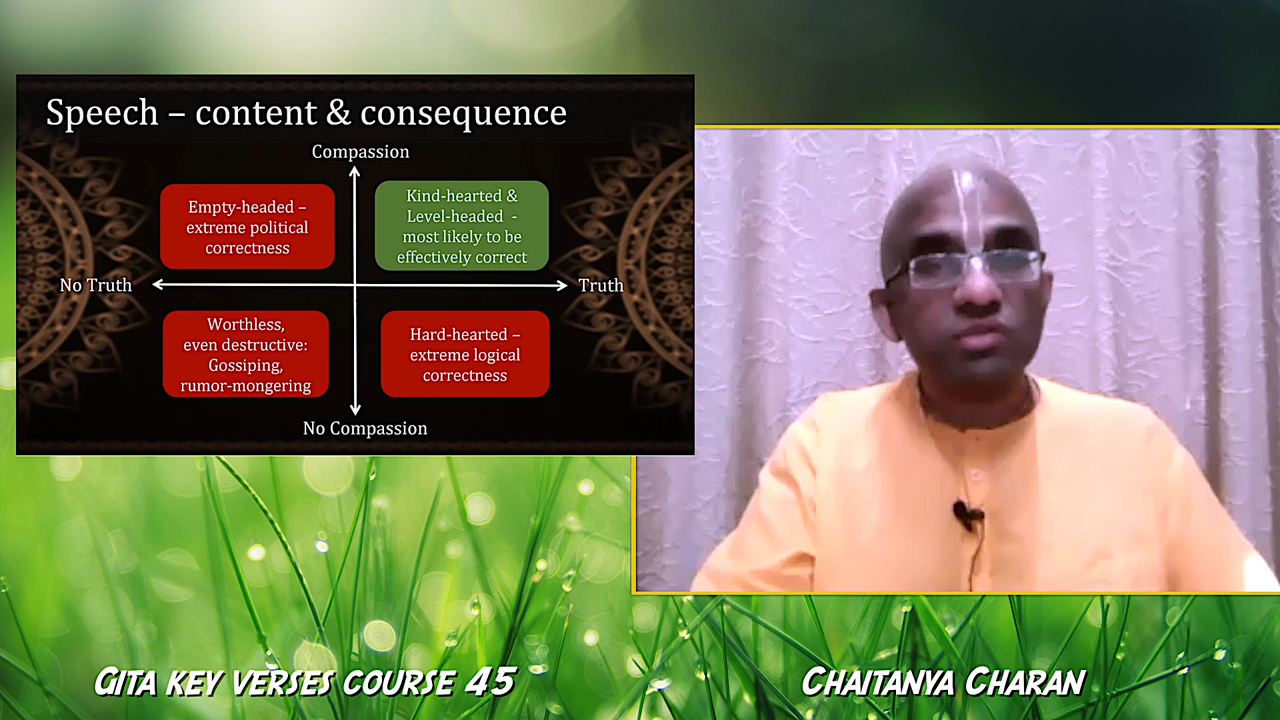 Speech – content & consequence
Compassion
Empty-headed –
extreme political
correctness
Kind-hearted &
Level-headed -
most likely to be
effectively correct
No Truth
Truth
Worthless,
even destructive:
Gossiping,
rumor-mongering
Hard-hearted –
extreme logical
correctness
No Compassion
GITA KEY VERSES COURSE 45
CHAITANYA CHARAN